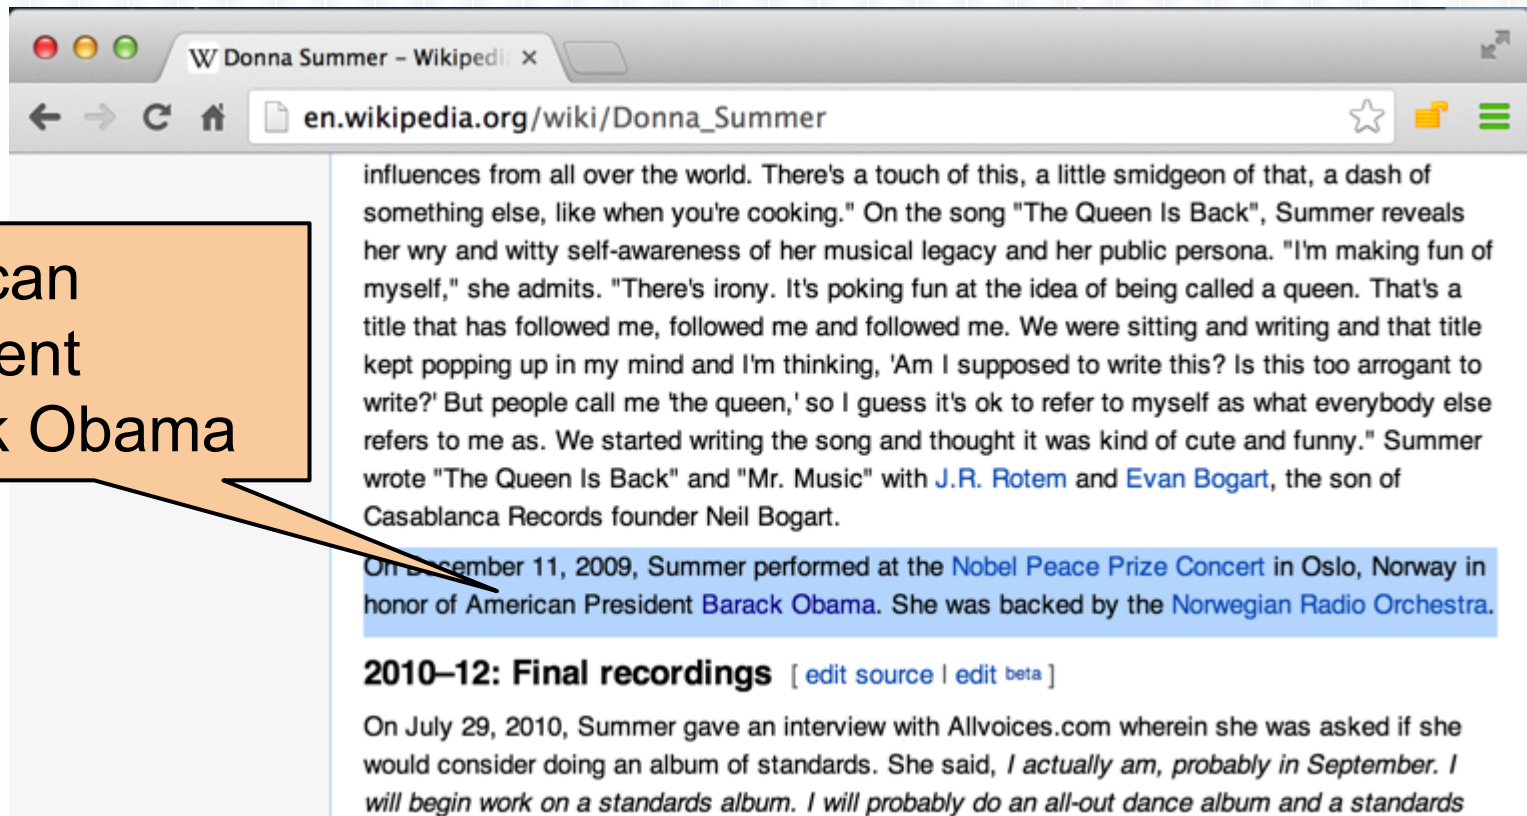 W Donna Summer – Wikipedi
en.wikipedia.org/wiki/Donna_Summer
influences from all over the world. There's a touch of this, a little smidgeon of that, a dash of
something else, like when you're cooking." On the song "The Queen Is Back", Summer reveals
her wry and witty self-awareness of her musical legacy and her public persona. "I'm making fun of
myself," she admits. "There's irony. It's poking fun at the idea of being called a queen. That's a
title that has followed me, followed me and followed me. We were sitting and writing and that title
kept popping up in my mind and I'm thinking, 'Am I supposed to write this? Is this too arrogant to
write?' But people call me 'the queen,' so I guess it's ok to refer to myself as what everybody else
refers to me as. We started writing the song and thought it was kind of cute and funny." Summer
wrote "The Queen Is Back" and "Mr. Music" with J.R. Rotem and Evan Bogart, the son of
Casablanca Records founder Neil Bogart.
can
ent
k Obama
On December 11, 2009, Summer performed at the Nobel Peace Prize Concert in Oslo, Norway in
honor of American President Barack Obama. She was backed by the Norwegian Radio Orchestra.
2010–12: Final recordings [ edit source | edit beta ]
On July 29, 2010, Summer gave an interview with Allvoices.com wherein she was asked if she
would consider doing an album of standards. She said, I actually am, probably in September. I
will begin work on a standards album. I will probably do an all-out dance album and a standards